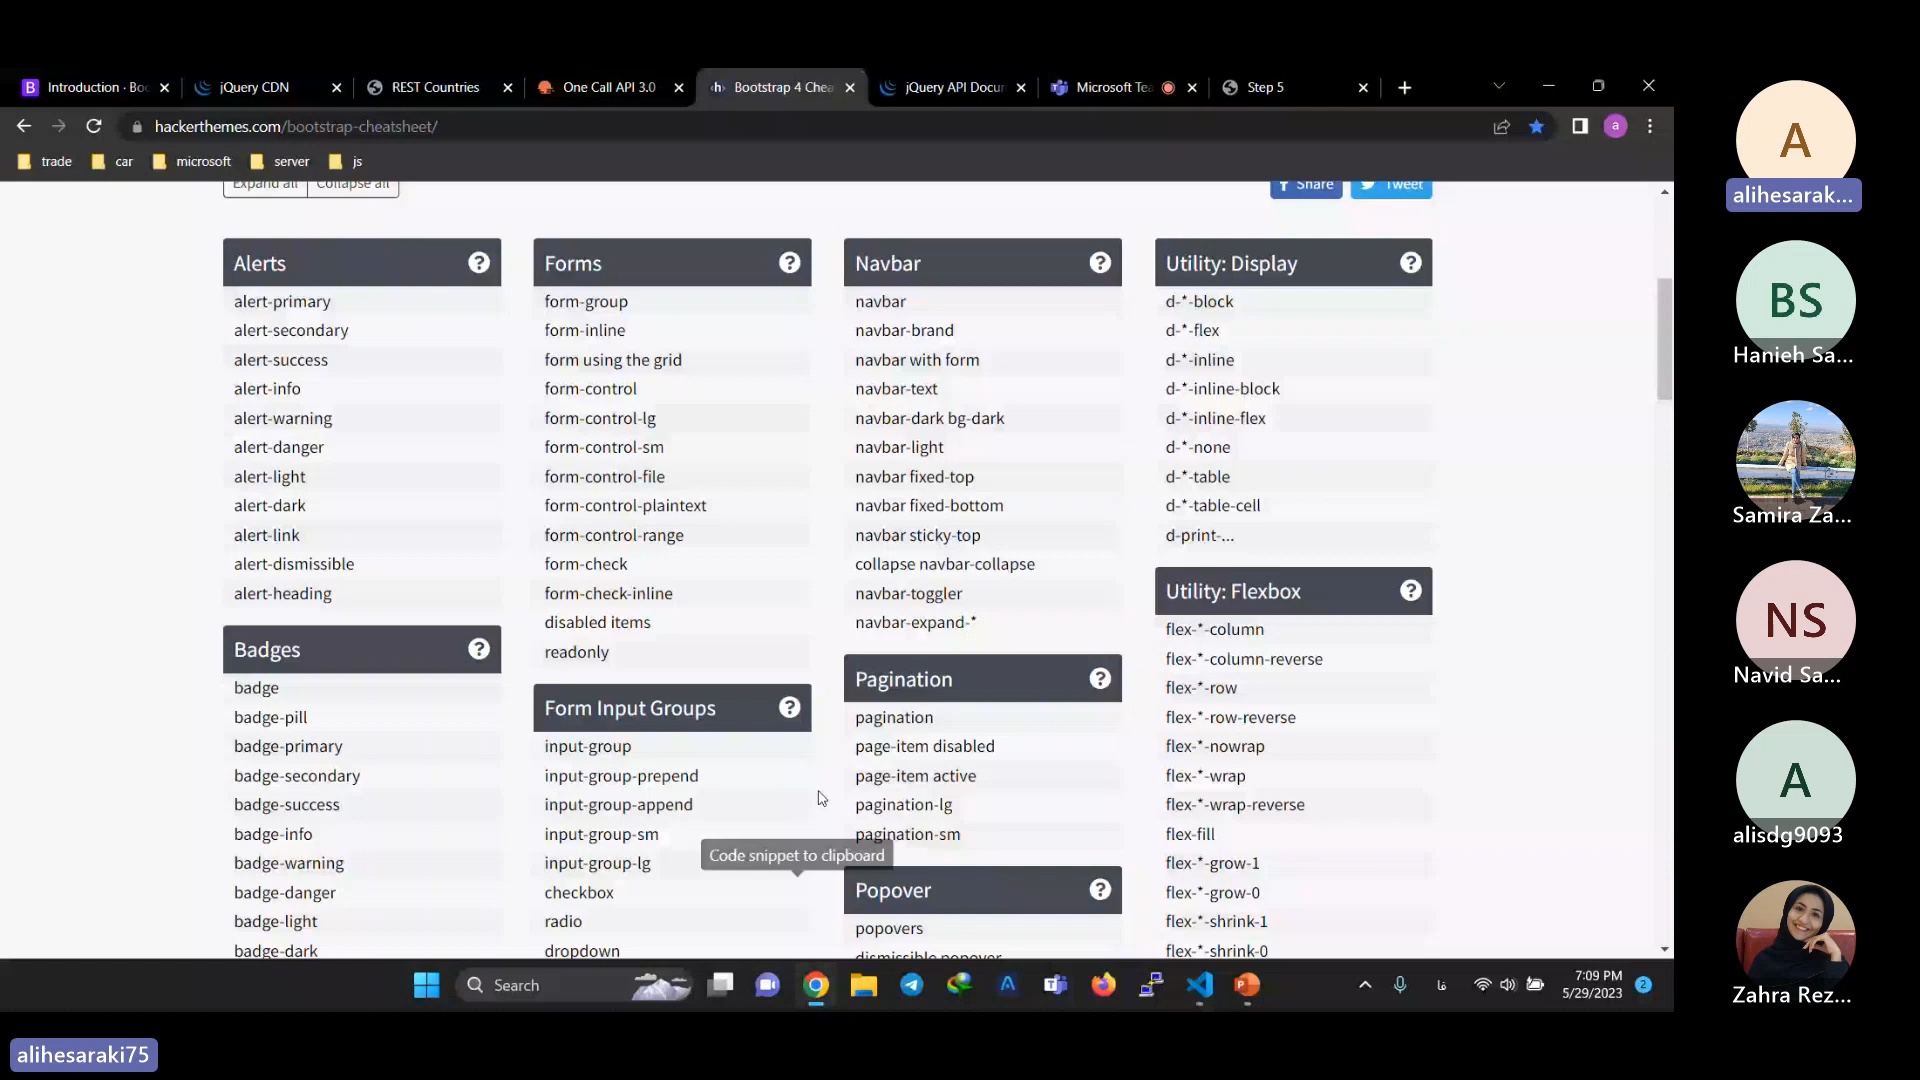 Introduction · Boo
jQuery CDN
REST Countries
One Call API 3.0
Bootstrap 4 Chea
jQuery API Docum
Microsoft Tea
Step 5
hackerthemes.com/bootstrap-cheatsheet/
a
trade
car
microsoft
server
js
Expand all
Collapse all
Share
Tweet
Alerts
alert-primary
alert-secondary
alert-success
alert-info
alert-warning
alert-danger
alert-light
alert-dark
alert-link
alert-dismissible
alert-heading
Badges
badge
badge-pill
badge-primary
badge-secondary
badge-success
badge-info
badge-warning
badge-danger
badge-light
badge-dark
Forms
form-group
form-inline
form using the grid
form-control
form-control-lg
form-control-sm
form-control-file
form-control-plaintext
form-control-range
form-check
form-check-inline
disabled items
readonly
Form Input Groups
input-group
input-group-prepend
input-group-append
input-group-sm
input-group-lg
checkbox
radio
dropdown
Code snippet to clipboard
Navbar
navbar
navbar-brand
navbar with form
navbar-text
navbar-dark bg-dark
navbar-light
navbar fixed-top
navbar fixed-bottom
navbar sticky-top
collapse navbar-collapse
navbar-toggler
navbar-expand-*
Pagination
pagination
page-item disabled
page-item active
pagination-lg
pagination-sm
Popover
popovers
dismissible popover
Utility: Display
d-*-block
d-*-flex
d-*-inline
d-*-inline-block
d-*-inline-flex
d-*-none
d-*-table
d-*-table-cell
d-print-...
Utility: Flexbox
flex-*-column
flex-*-column-reverse
flex-*-row
flex-*-row-reverse
flex-*-nowrap
flex-*-wrap
flex-*-wrap-reverse
flex-fill
flex-*-grow-1
flex-*-grow-0
flex-*-shrink-1
flex-*-shrink-0
Search
فا
7:09 PM
5/29/2023
2
A
alihesarak...
BS
Hanieh Sa...
Samira Za...
NS
Navid Sa...
A
alisdg9093
Zahra Rez...
alihesaraki75